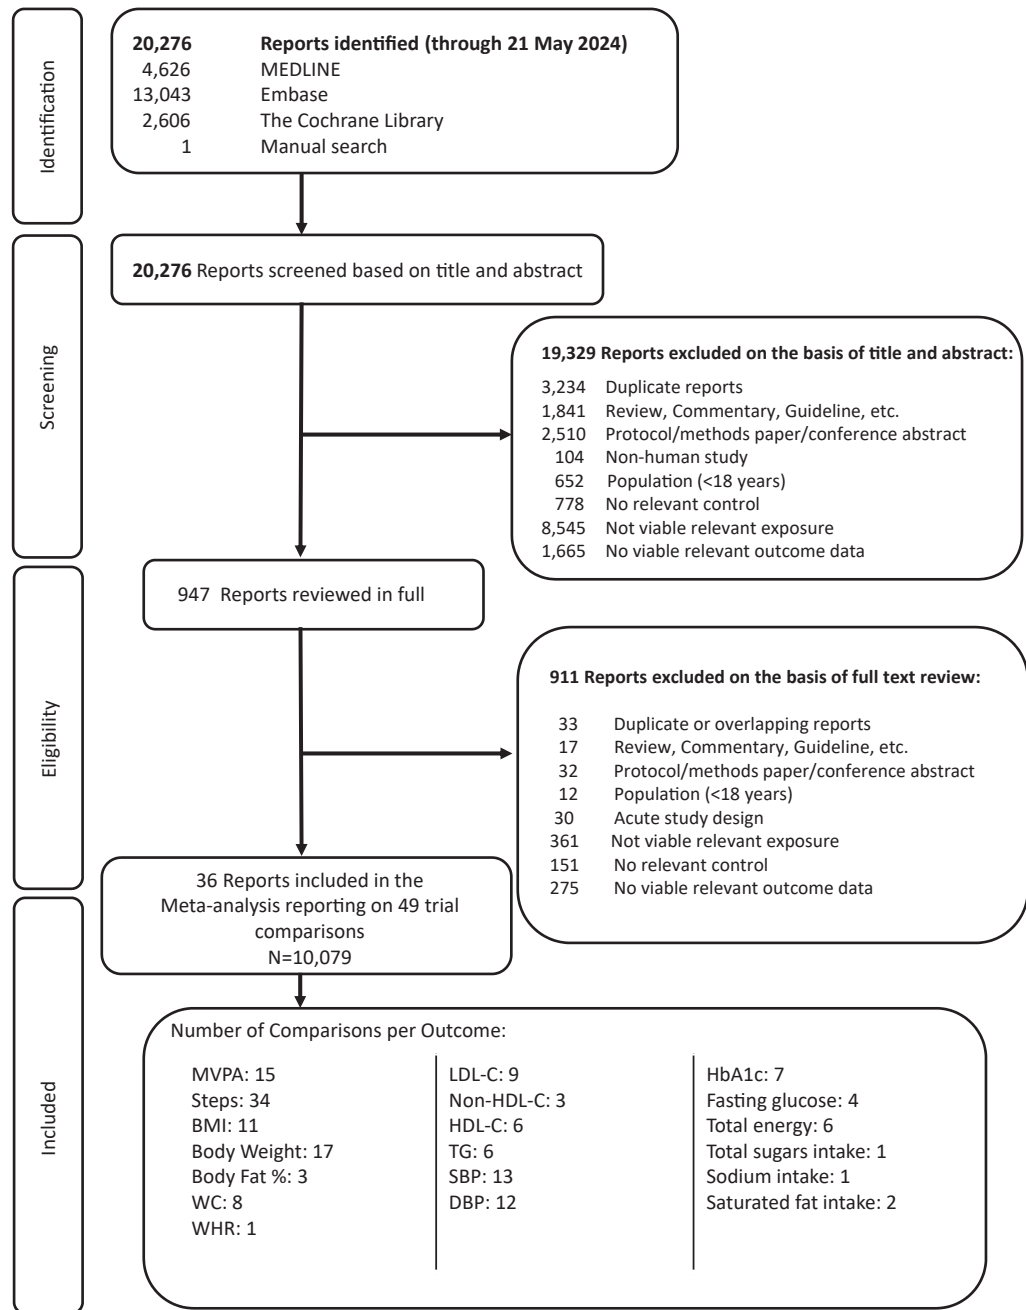 Identification
20,276 Reports identified (through 21 May 2024)
4,626 MEDLINE
13,043 Embase
2,606 The Cochrane Library
1 Manual search
Screening
20,276 Reports screened based on title and abstract
19,329 Reports excluded on the basis of title and abstract:
3,234 Duplicate reports
1,841 Review, Commentary, Guideline, etc.
2,510 Protocol/methods paper/conference abstract
104 Non-human study
652 Population (<18 years)
778 No relevant control
8,545 Not viable relevant exposure
1,665 No viable relevant outcome data
Eligibility
947 Reports reviewed in full
911 Reports excluded on the basis of full text review:
33 Duplicate or overlapping reports
17 Review, Commentary, Guideline, etc.
32 Protocol/methods paper/conference abstract
12 Population (<18 years)
30 Acute study design
361 Not viable relevant exposure
151 No relevant control
275 No viable relevant outcome data
Included
36 Reports included in the
Meta-analysis reporting on 49 trial
comparisons
N=10,079
Number of Comparisons per Outcome:
MVPA: 15
Steps: 34
BMI: 11
Body Weight: 17
Body Fat %: 3
WC: 8
WHR: 1
LDL-C: 9
Non-HDL-C: 3
HDL-C: 6
TG: 6
SBP: 13
DBP: 12
HbA1c: 7
Fasting glucose: 4
Total energy: 6
Total sugars intake: 1
Sodium intake: 1
Saturated fat intake: 2